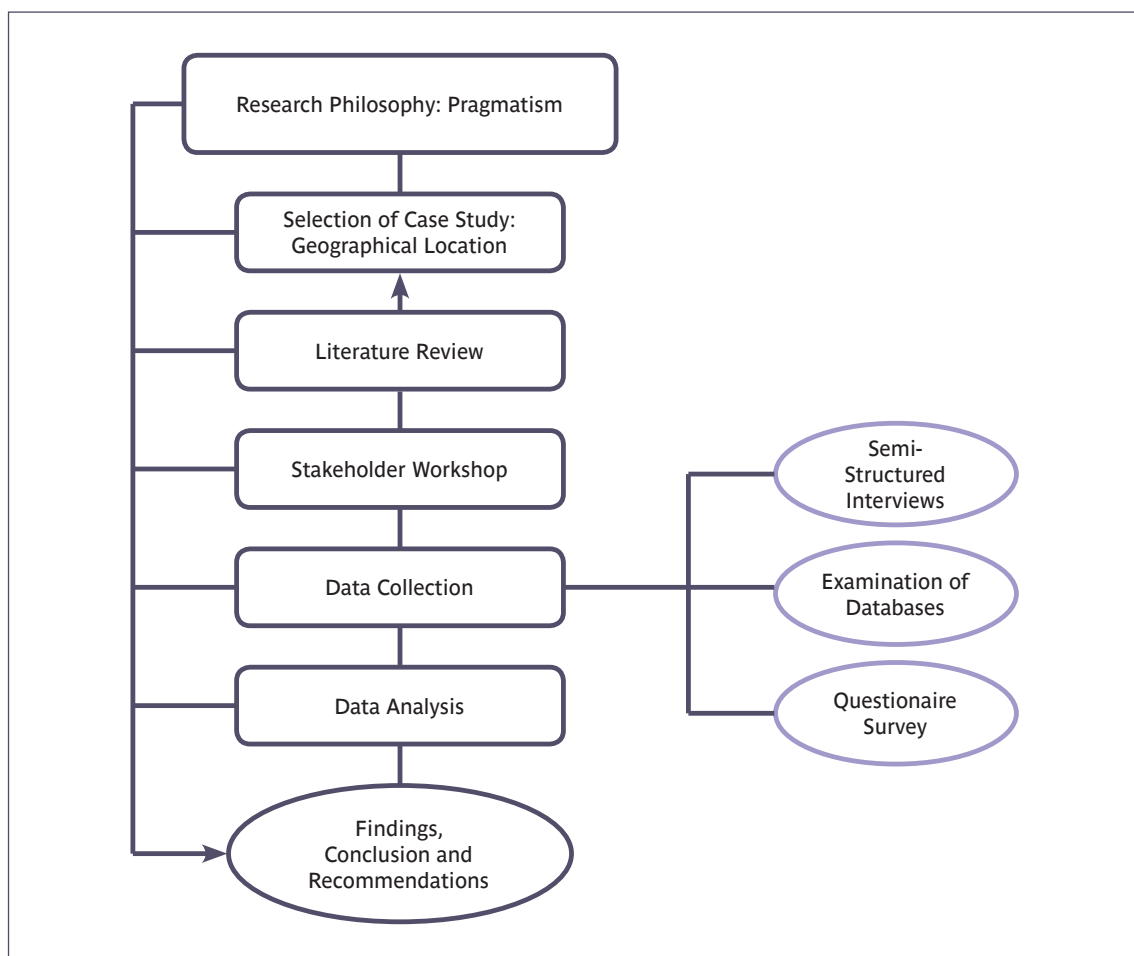 Research Philosophy: Pragmatism
Selection of Case Study:
Geographical Location
Literature Review
Stakeholder Workshop
Data Collection
Data Analysis
Findings,
Conclusion and
Recommendations
Semi-
Structured
Interviews
Examination of
Databases
Questionaire
Survey